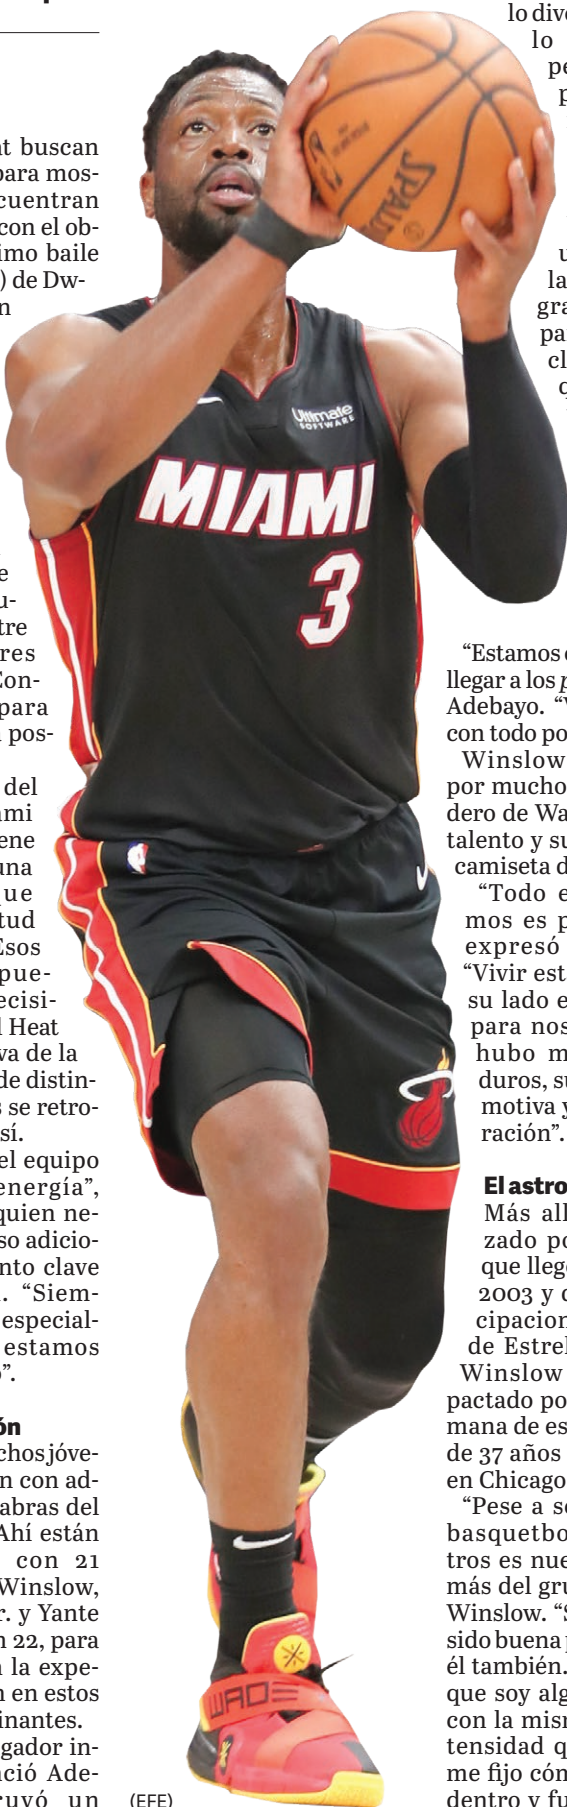 t buscan
para mos-
cuentran
con el ob-
imo baile
) de Dw-
n
e
u-
tre
res
Con-
para
pos-
del
ami
ene
una
que
tud
Esos
pue-
ecisi-
l Heat
va de la
de distin-
s se retro-
sí.
el equipo
energía”,
quien ne-
so adicio-
nto clave
. “Siem-
especial-
estamos
”.
ón
chos jóve-
n con ad-
abras del
Ahí están
con 21
Winslow,
r. y Yante
n 22, para
n la expe-
n en estos
inantes.
gador in-
ció Ade-
ruyó un
(EFE)
SPALD
Ultimate
SOFTWARE
MIAMI
3
WADE
lo dive
lo
pe
p
u
la
gra
pa
cl
q
“Estamos
llegar a los p
Adebayo. “V
con todo po
Winslow
por mucho
dero de Wa
talento y su
camiseta d
“Todo e
mos es p
expresó
“Vivir est
su lado e
para nos
hubo m
duros, su
motiva y
ración”.
El astro
Más all
zado po
que lleg
2003 y
cipacion
de Estrel
Winslow
pactado po
mana de es
de 37 años
en Chicago
“Pese a s
basquetbo
tros es nue
más del gru
Winslow. “S
sido buena p
él también.
que soy alg
con la mism
tensidad q
me fijo cóm
dentro y fu